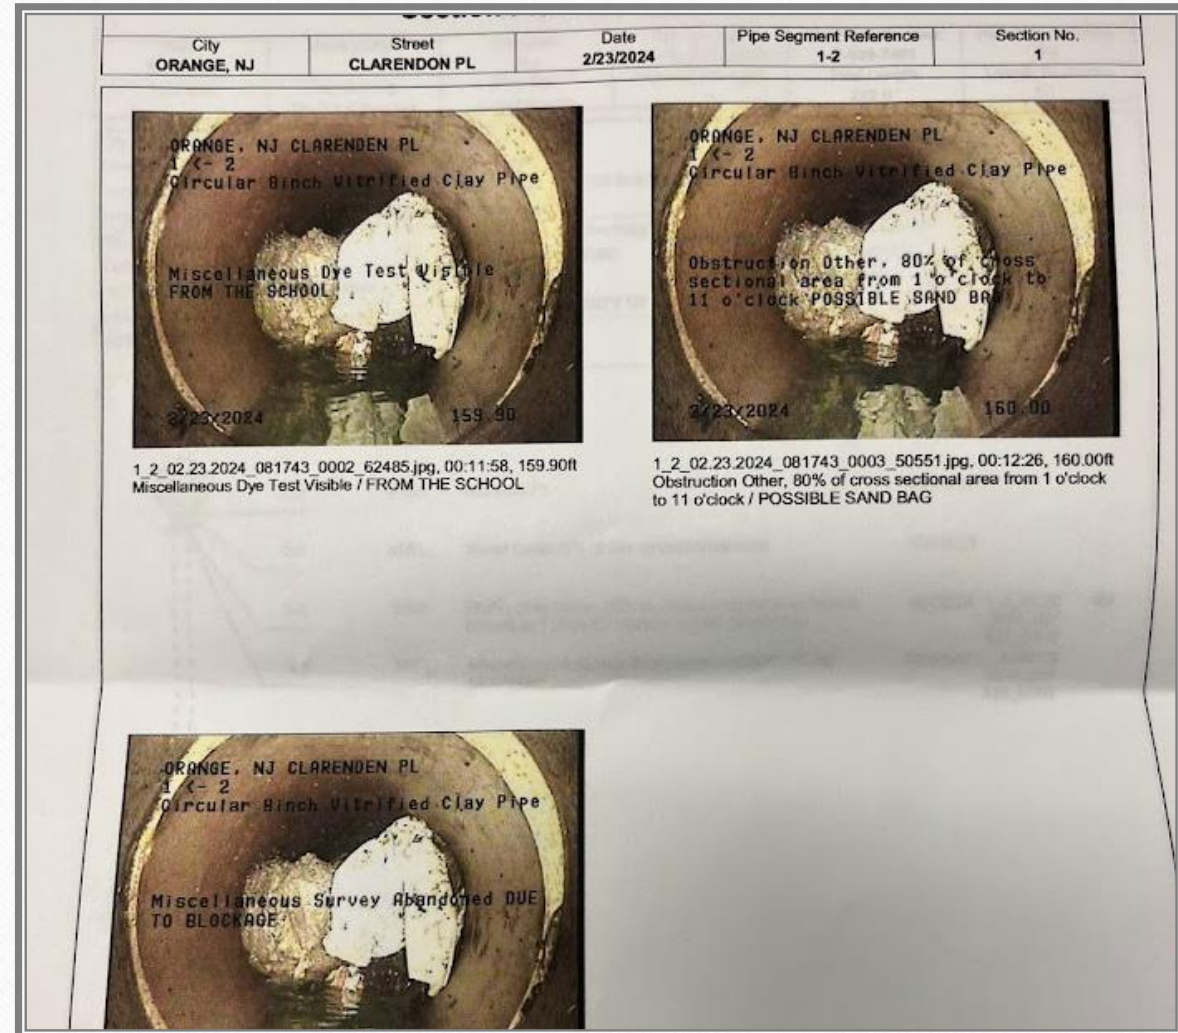 City
ORANGE, NJ
Street
CLARENDON PL
Date
2/23/2024
Pipe Segment Reference
1-2
Section No.
1
ORANGE, NJ CLARENDEN PL
1 <- 2
Circular 8inch Vitrified Clay Pipe
Miscellaneous Dye Test Visible
FROM THE SCHOOL
2/23/2024
159.90
1_2_02.23.2024_081743_0002_62485.jpg, 00:11:58, 159.90ft
Miscellaneous Dye Test Visible / FROM THE SCHOOL
ORANGE, NJ CLARENDEN PL
1 <- 2
Circular 8inch Vitrified Clay Pipe
Obstruction Other, 80% of cross
sectional area from 1 o'clock to
11 o'clock POSSIBLE SAND BAG
2/23/2024
160.00
1_2_02.23.2024_081743_0003_50551.jpg, 00:12:26, 160.00ft
Obstruction Other, 80% of cross sectional area from 1 o'clock
to 11 o'clock / POSSIBLE SAND BAG
ORANGE, NJ CLARENDEN PL
1 <- 2
Circular 8inch Vitrified Clay Pipe
Miscellaneous Survey Abandoned DUE
TO BLOCKAGE